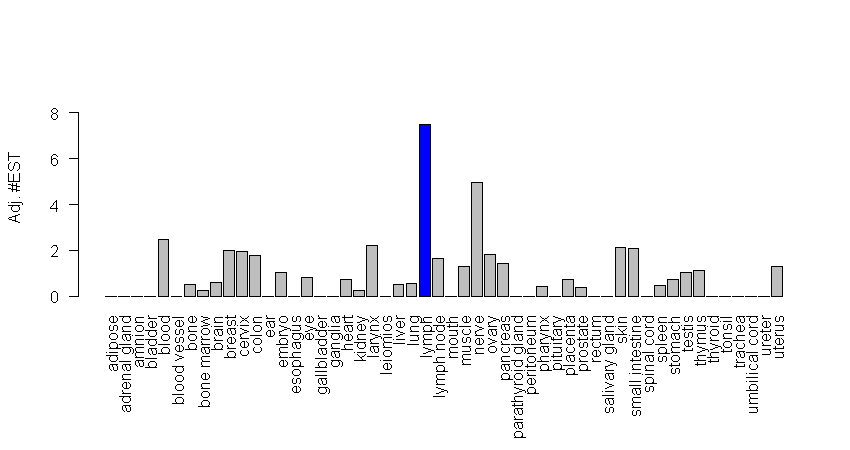 8
6
4
2
0
Adj. #EST
adipose
adrenal gland
amnion
bladder
blood
blood vessel
bone
bone marrow
brain
breast
cervix
colon
ear
embryo
esophagus
eye
gallbladder
ganglia
heart
kidney
larynx
leiomios
liver
lung
lymph
lymph node
mouth
muscle
nerve
ovary
pancreas
parathyroid gland
peritoneum
pharynx
pituitary
placenta
prostate
rectum
salivary gland
skin
small intestine
spinal cord
spleen
stomach
testis
thymus
thyroid
tonsil
trachea
umbilical cord
ureter
uterus